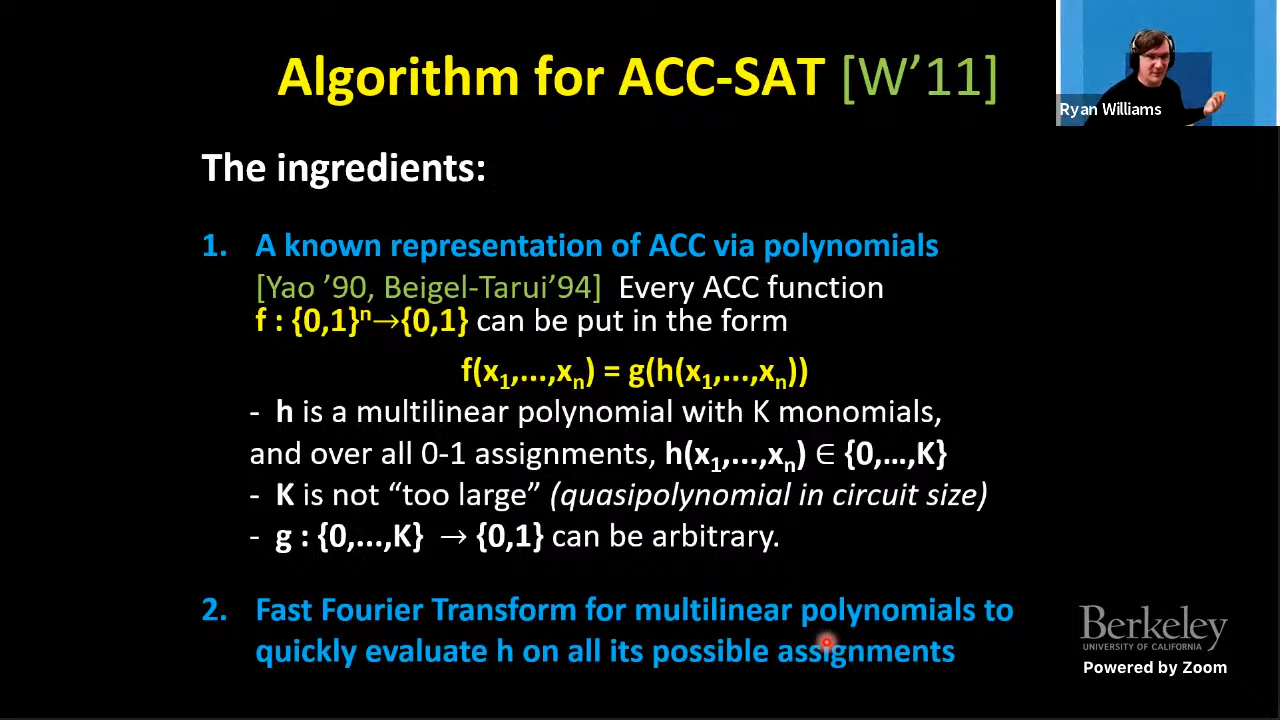 Algorithm for ACC-SAT [W’11]
Ryan Williams
The ingredients:
1. A known representation of ACC via polynomials
[Yao ’90, Beigel-Tarui’94] Every ACC function
f : {0,1}ⁿ→{0,1} can be put in the form
f(x₁,...,xₙ) = g(h(x₁,...,xₙ))
- h is a multilinear polynomial with K monomials,
and over all 0-1 assignments, h(x₁,...,xₙ) ∈ {0,…,K}
- K is not “too large” (quasipolynomial in circuit size)
- g : {0,...,K} → {0,1} can be arbitrary.
2. Fast Fourier Transform for multilinear polynomials to
quickly evaluate h on all its possible assignments
Berkeley
UNIVERSITY OF CALIFORNIA
Powered by Zoom